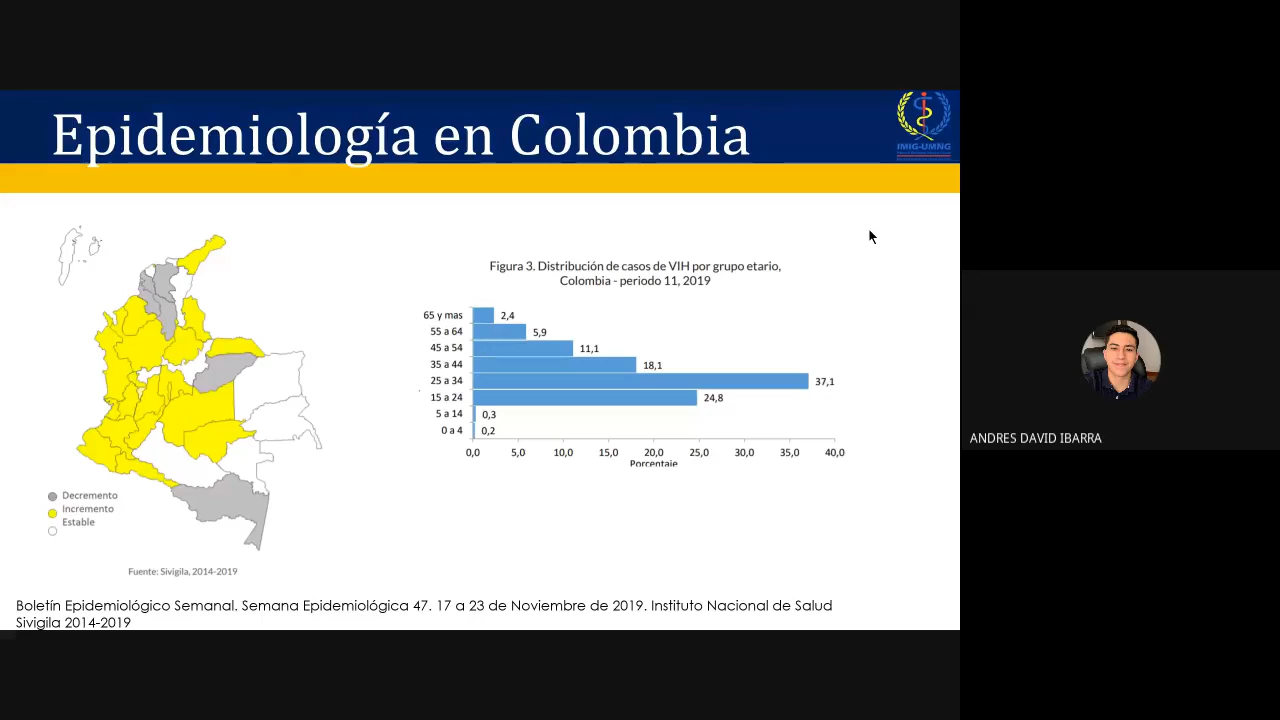 Epidemiología en Colombia
IMIG-UMNG
Figura 3. Distribución de casos de VIH por grupo etario,
Colombia - periodo 11, 2019
65 y mas 2,4
55 a 64 5,9
45 a 54 11,1
35 a 44 18,1
25 a 34 37,1
15 a 24 24,8
5 a 14 0,3
0 a 4 0,2
0,0 5,0 10,0 15,0 20,0 25,0 30,0 35,0 40,0
Porcentaje
Decremento
Incremento
Estable
Fuente: Sivigila, 2014-2019
Boletín Epidemiológico Semanal. Semana Epidemiológica 47. 17 a 23 de Noviembre de 2019. Instituto Nacional de Salud
Sivigila 2014-2019
ANDRES DAVID IBARRA